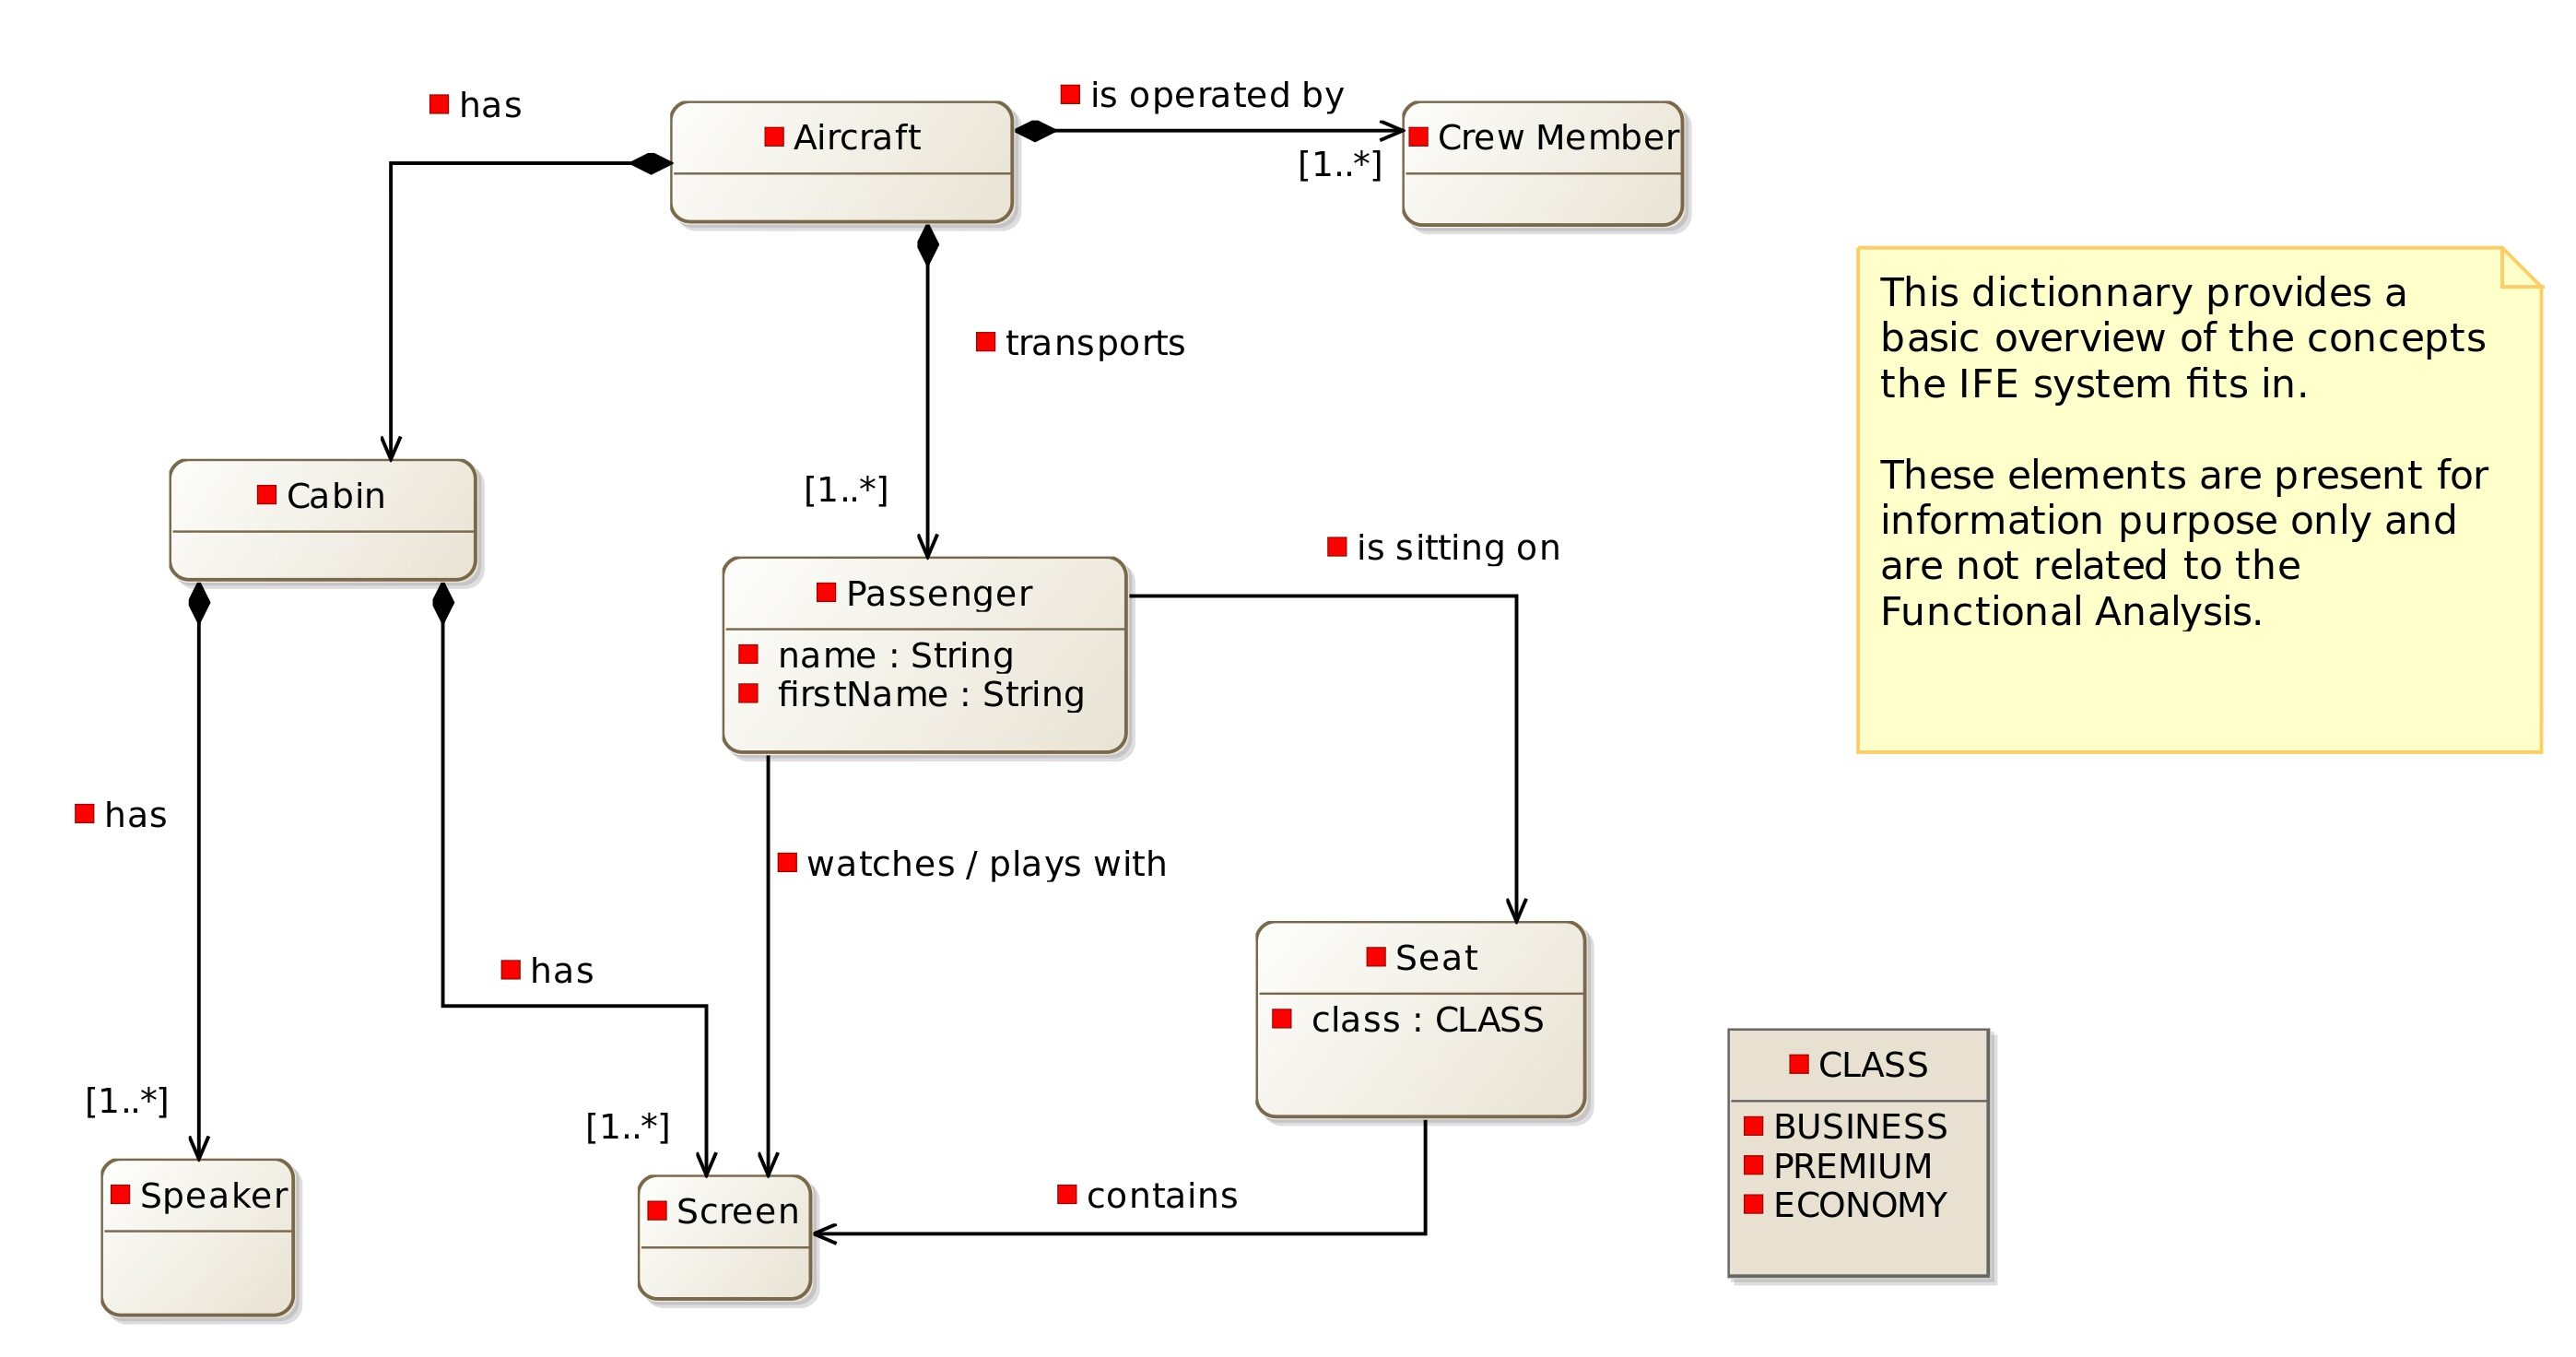 has
Aircraft
is operated by
[1..*]
Crew Member
transports
[1..*]
This dictionnary provides a
basic overview of the concepts
the IFE system fits in.
These elements are present for
information purpose only and
are not related to the
Functional Analysis.
Cabin
Passenger
name : String
firstName : String
is sitting on
has
[1..*]
has
[1..*]
watches / plays with
Seat
class : CLASS
contains
Speaker
Screen
CLASS
BUSINESS
PREMIUM
ECONOMY